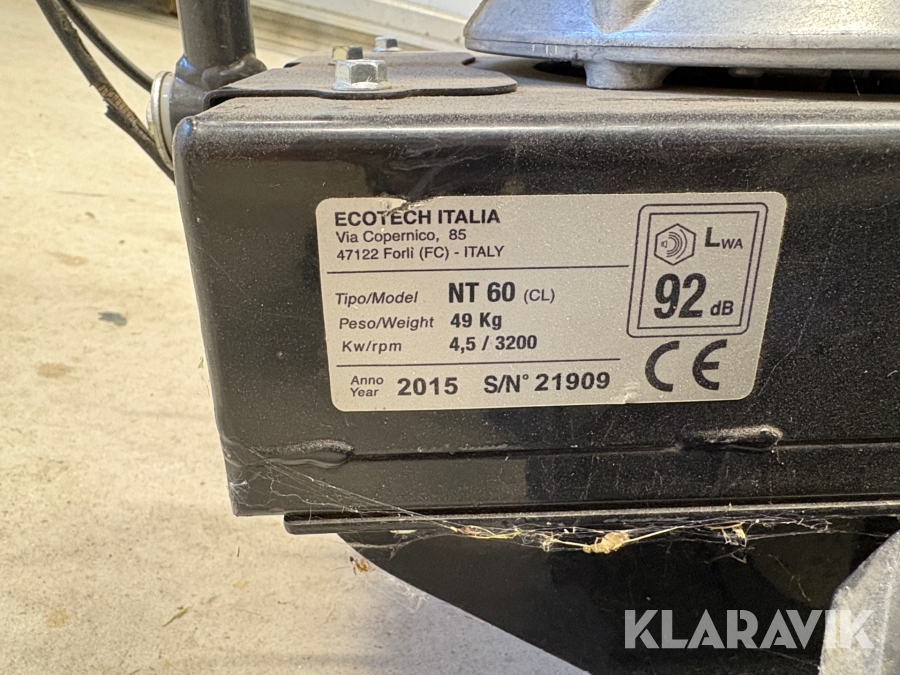 ECOTECH ITALIA
Via Copernico, 85
47122 Forlì (FC) - ITALY
Tipo/Model NT 60 (CL)
Peso/Weight 49 Kg
Kw/rpm 4,5 / 3200
Anno
Year 2015 S/N° 21909
LWA
92 dB
CE
KLARAVIK